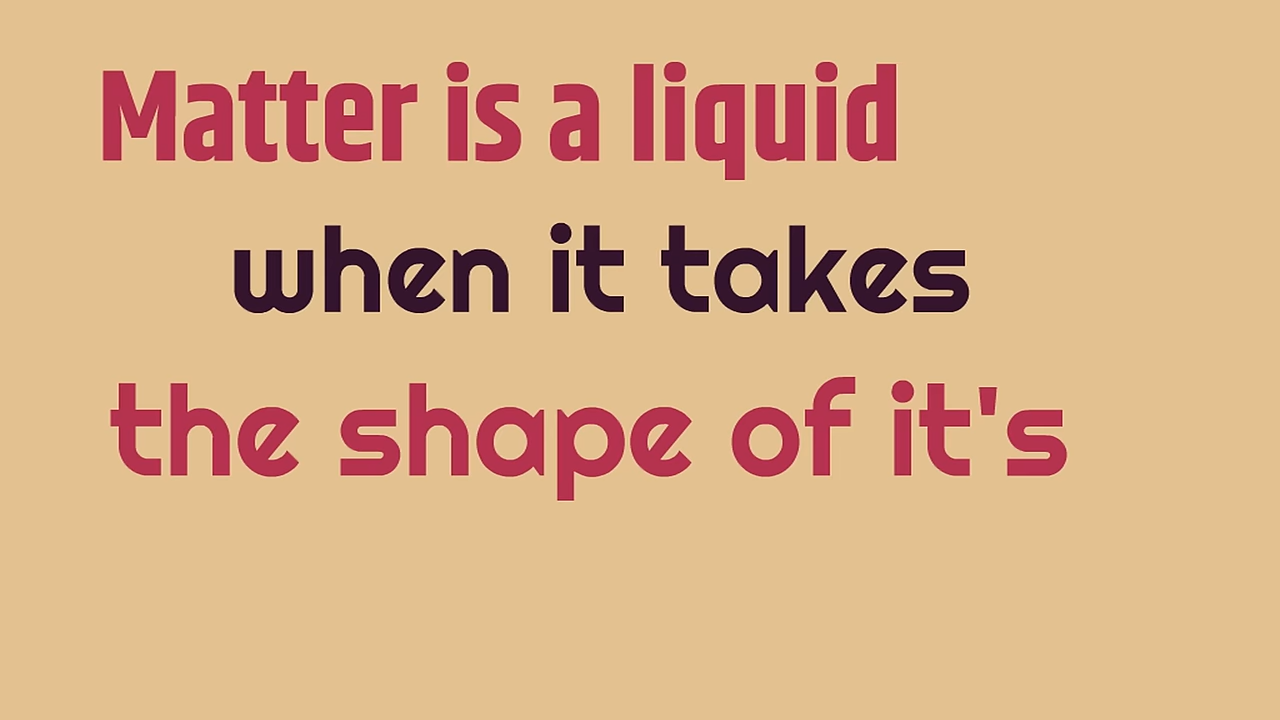 Matter is a liquid
when it takes
the shape of it's